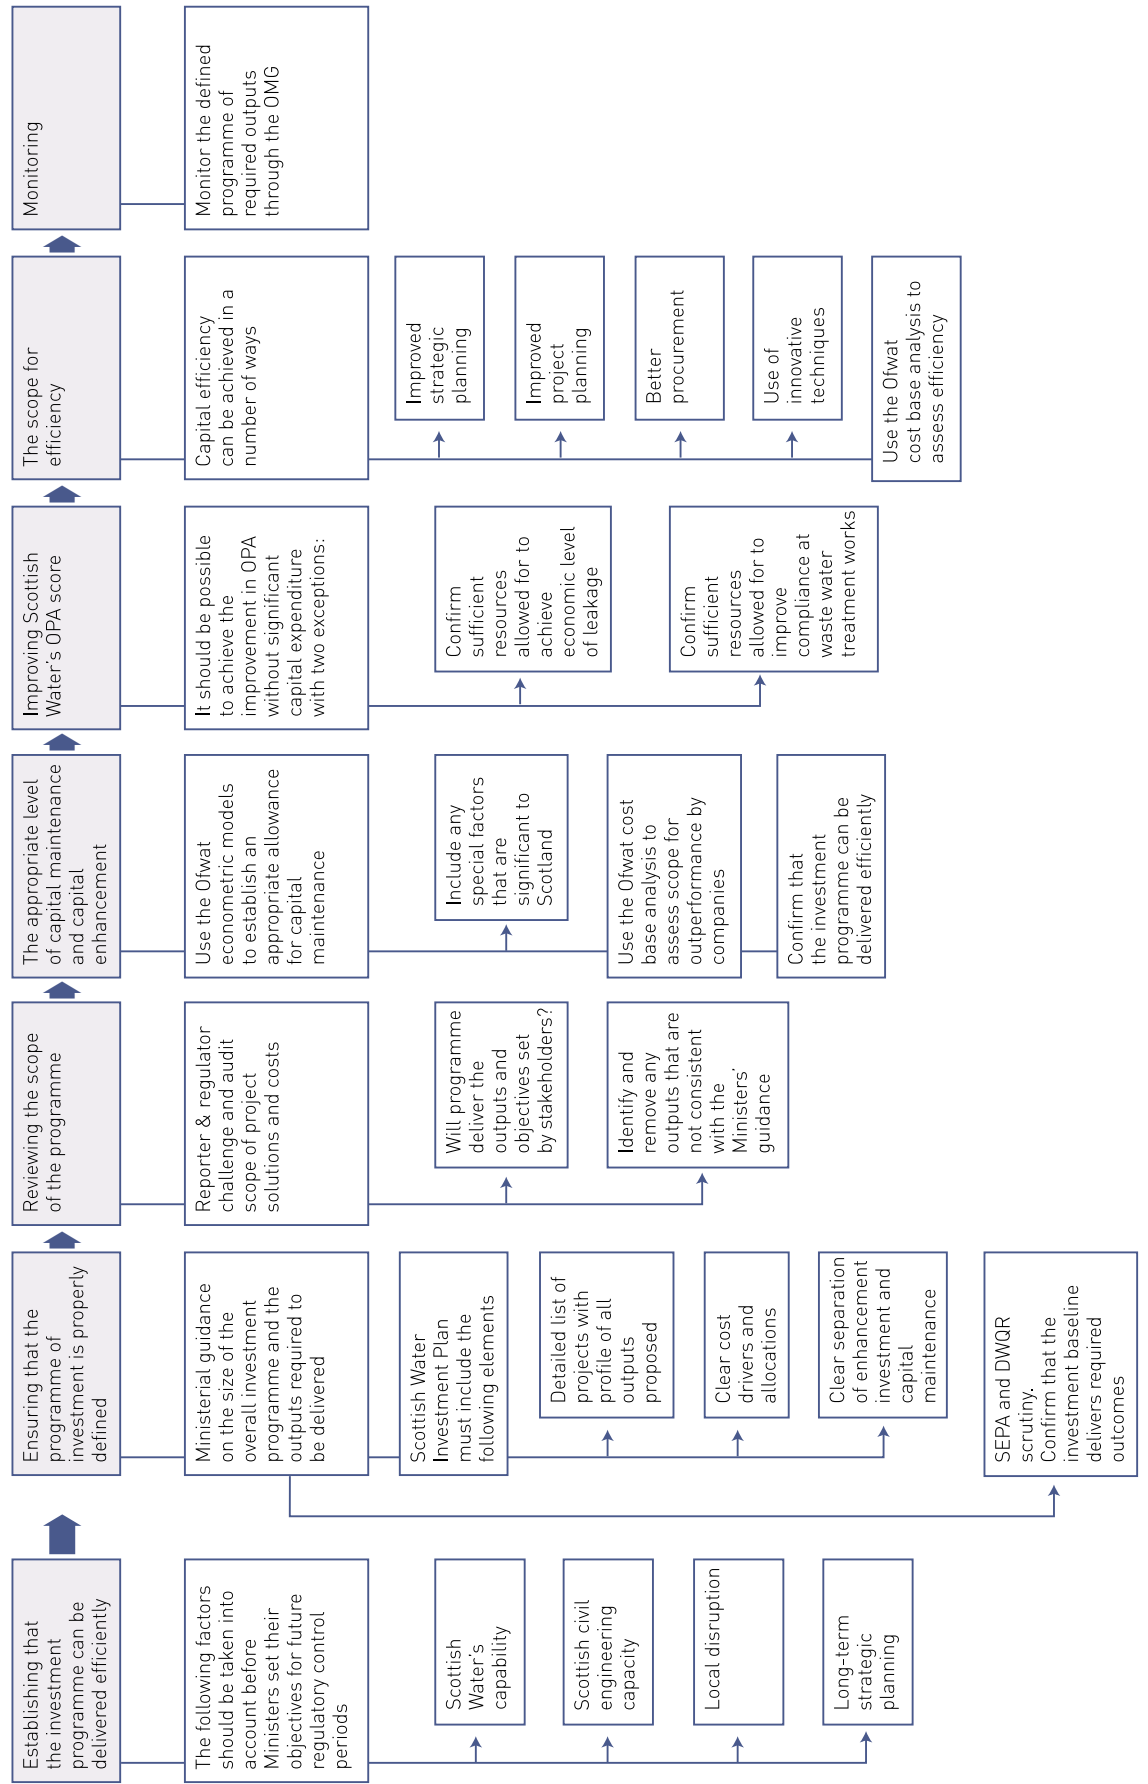 Establishing that
the investment
programme can be
delivered efficiently
The following factors
should be taken into
account before
Ministers set their
objectives for future
regulatory control
periods
Scottish
Water's
capability
Scottish civil
engineering
capacity
Local disruption
Long-term
strategic
planning
Ensuring that the
programme of
investment is properly
defined
Ministerial guidance
on the size of the
overall investment
programme and the
outputs required to
be delivered
Scottish Water
Investment Plan
must include the
following elements
Detailed list of
projects with
profile of all
outputs
proposed
Clear cost
drivers and
allocations
Clear separation
of enhancement
investment and
capital
maintenance
SEPA and DWQR
scrutiny.
Confirm that the
investment baseline
delivers required
outcomes
Reviewing the scope
of the programme
Reporter & regulator
challenge and audit
scope of project
solutions and costs
Will programme
deliver the
outputs and
objectives set
by stakeholders?
Identify and
remove any
outputs that are
not consistent
with the
Ministers'
guidance
The appropriate level
of capital maintenance
and capital
enhancement
Use the Ofwat
econometric models
to establish an
appropriate allowance
for capital
maintenance
Include any
special factors
that are
significant to
Scotland
Use the Ofwat cost
base analysis to
assess scope for
outperformance by
companies
Confirm that
the investment
programme can be
delivered efficiently
Improving Scottish
Water's OPA score
It should be possible
to achieve the
improvement in OPA
without significant
capital expenditure
with two exceptions:
Confirm
sufficient
resources
allowed for to
achieve
economic level
of leakage
Confirm
sufficient
resources
allowed for to
improve
compliance at
waste water
treatment works
The scope for
efficiency
Capital efficiency
can be achieved in a
number of ways
Improved
strategic
planning
Improved
project
planning
Better
procurement
Use of
innovative
techniques
Use the Ofwat
cost base analysis to
assess efficiency
Monitoring
Monitor the defined
programme of
required outputs
through the OMG